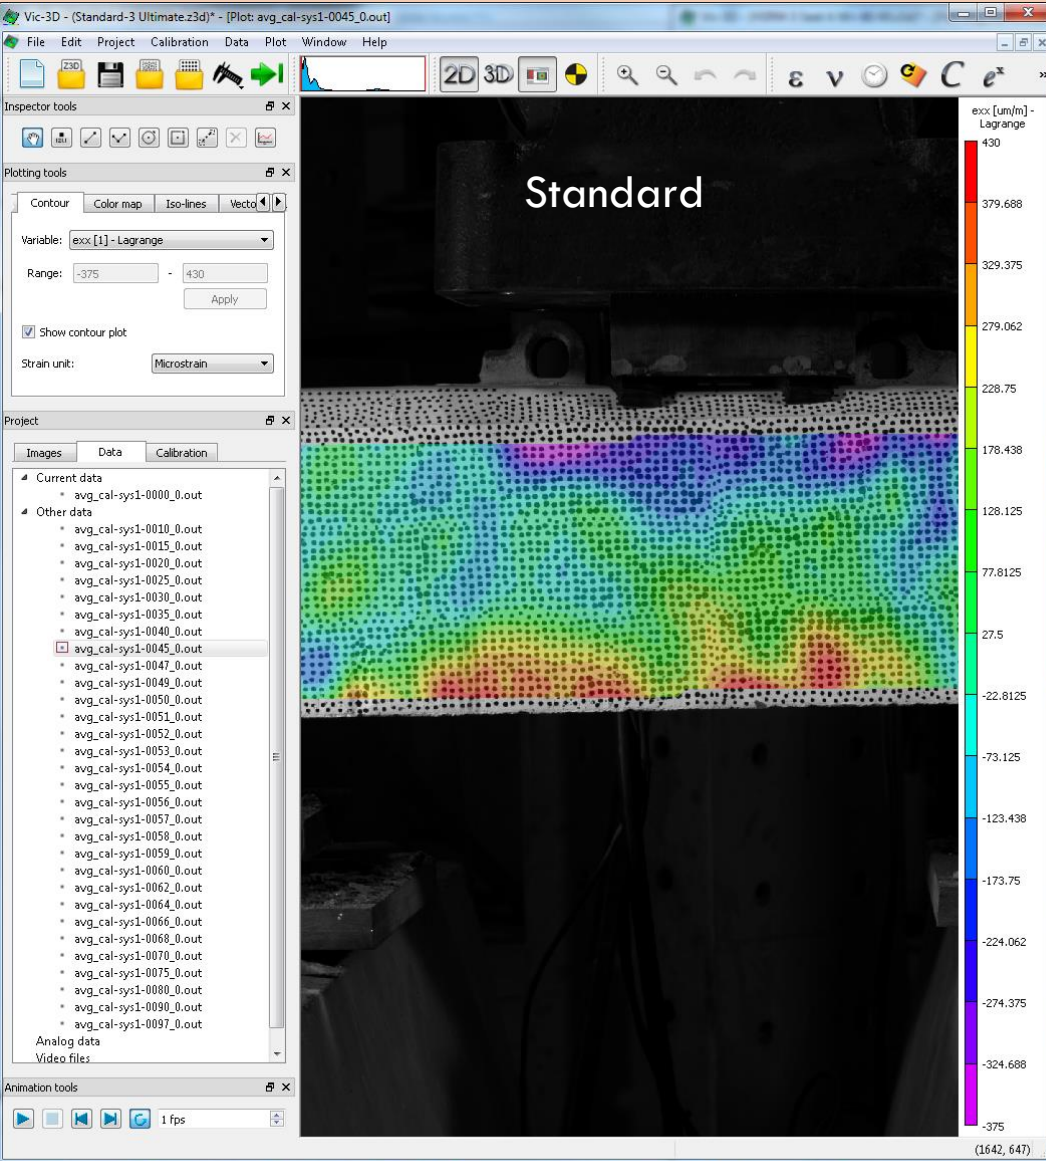 Vic-3D - (Standard-3 Ultimate.z3d)* - [Plot: avg_cal-sys1-0045_0.out]
File Edit Project Calibration Data Plot Window Help
Z3D
2D 3D ε ν C eˣ »
Inspector tools
Plotting tools
Contour Color map Iso-lines Vecto
Variable: exx [1] - Lagrange
Range: -375 - 430
Apply
Show contour plot
Strain unit: Microstrain
Project
Images Data Calibration
Current data
avg_cal-sys1-0000_0.out
Other data
avg_cal-sys1-0010_0.out
avg_cal-sys1-0015_0.out
avg_cal-sys1-0020_0.out
avg_cal-sys1-0025_0.out
avg_cal-sys1-0030_0.out
avg_cal-sys1-0035_0.out
avg_cal-sys1-0040_0.out
avg_cal-sys1-0045_0.out
avg_cal-sys1-0047_0.out
avg_cal-sys1-0049_0.out
avg_cal-sys1-0050_0.out
avg_cal-sys1-0051_0.out
avg_cal-sys1-0052_0.out
avg_cal-sys1-0053_0.out
avg_cal-sys1-0054_0.out
avg_cal-sys1-0055_0.out
avg_cal-sys1-0056_0.out
avg_cal-sys1-0057_0.out
avg_cal-sys1-0058_0.out
avg_cal-sys1-0059_0.out
avg_cal-sys1-0060_0.out
avg_cal-sys1-0062_0.out
avg_cal-sys1-0064_0.out
avg_cal-sys1-0066_0.out
avg_cal-sys1-0068_0.out
avg_cal-sys1-0070_0.out
avg_cal-sys1-0075_0.out
avg_cal-sys1-0080_0.out
avg_cal-sys1-0090_0.out
avg_cal-sys1-0097_0.out
Analog data
Video files
Animation tools
1 fps
Standard
exx [um/m] -
Lagrange
430
379.688
329.375
279.062
228.75
178.438
128.125
77.8125
27.5
-22.8125
-73.125
-123.438
-173.75
-224.062
-274.375
-324.688
-375
(1642, 647)